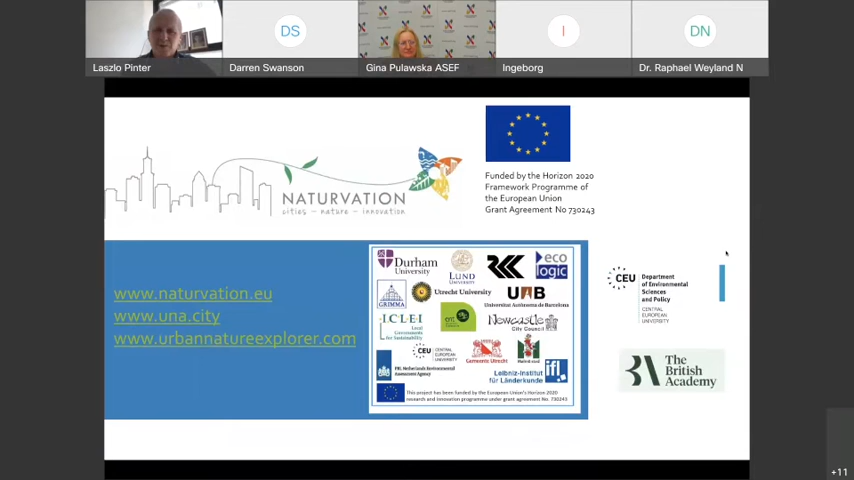 DS
I
DN
Laszlo Pinter
Darren Swanson
Gina Pulawska ASEF
Ingeborg
Dr. Raphael Weyland N
NATURVATION
cities – nature – innovation
Funded by the Horizon 2020
Framework Programme of
the European Union
Grant Agreement No 730243
www.naturvation.eu
www.una.city
www.urbannatureexplorer.com
Durham
University
LUND
UNIVERSITY
eco
logic
GRIMMA
Utrecht University
UAB
Universitat Autònoma de Barcelona
I.C.L.E.I
Local
Governments
for Sustainability
Newcastle
City Council
CEU
CENTRAL
EUROPEAN
UNIVERSITY
Gemeente Utrecht
PBL Netherlands Environmental
Assessment Agency
Leibniz-Institut
für Länderkunde
ifl
This project has been funded by the European Union's Horizon 2020
research and innovation programme under grant agreement No. 730243
CEU
Department
of Environmental
Sciences
and Policy
CENTRAL
EUROPEAN
UNIVERSITY
The
British
Academy
+11